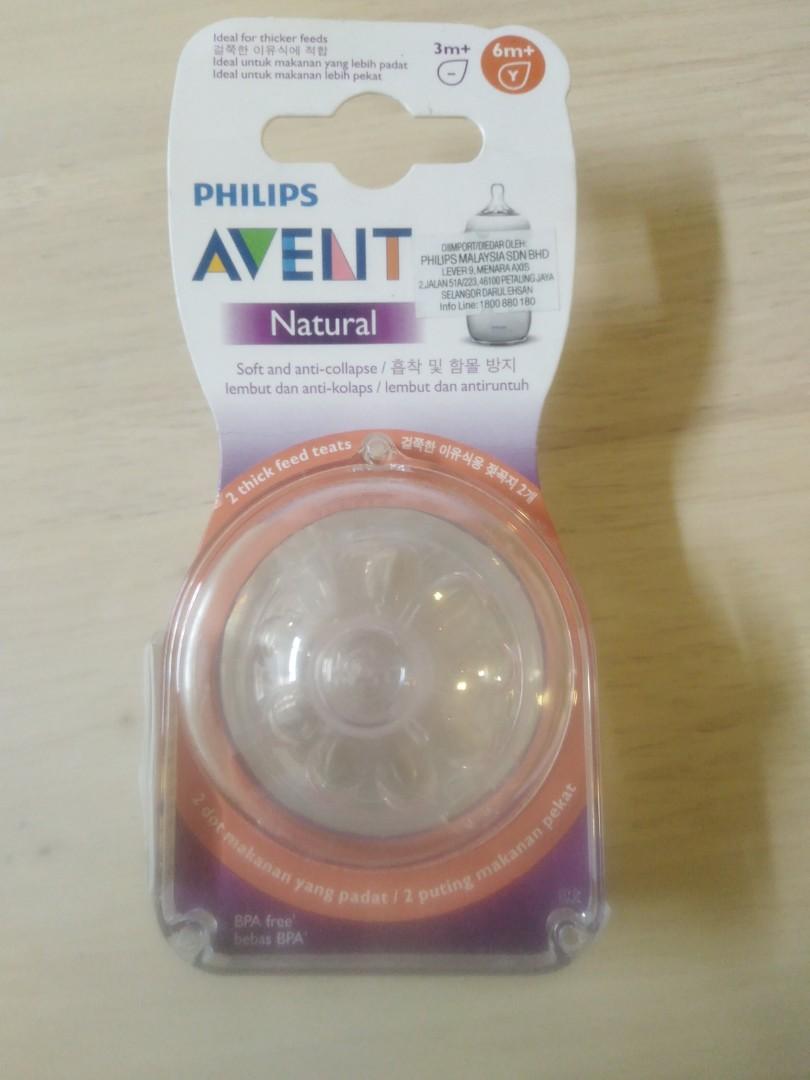 Ideal for thicker feeds
걸쭉한 이유식에 적합
Ideal untuk makanan yang lebih padat
Ideal untuk makanan lebih pekat
3m+
6m+
Y
PHILIPS
AVENT
Natural
DIIMPORT/DIEDAR OLEH:
PHILIPS MALAYSIA SDN BHD
LEVER 9, MENARA AXIS
2.JALAN 51A/223, 46100 PETALING JAYA
SELANGOR DARUL EHSAN
Info Line: 1800 880 180
Soft and anti-collapse / 흡착 및 함몰 방지
lembut dan anti-kolaps / lembut dan antiruntuh
2 thick feed teats
걸쭉한 이유식용 젖꼭지 2개
2 dot makanan yang padat / 2 puting makanan pekat
BPA free¹
bebas BPA¹